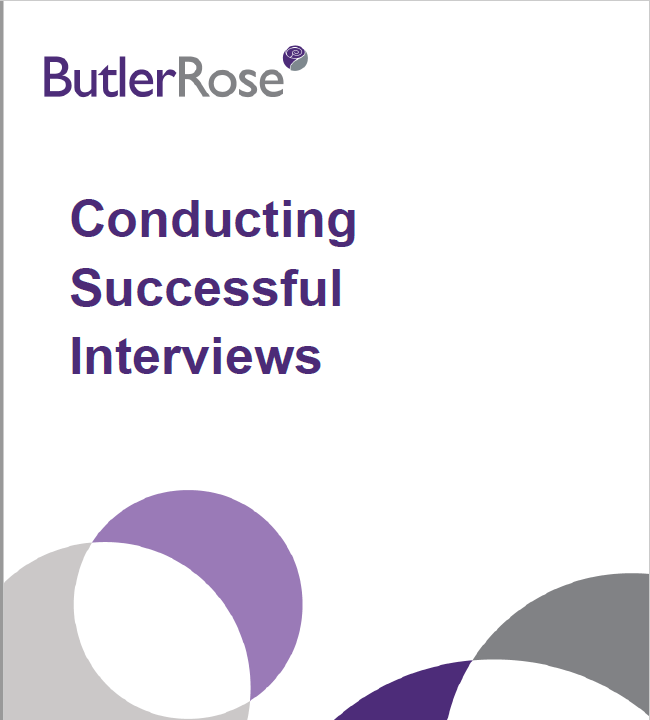 ButlerRose
Conducting
Successful
Interviews